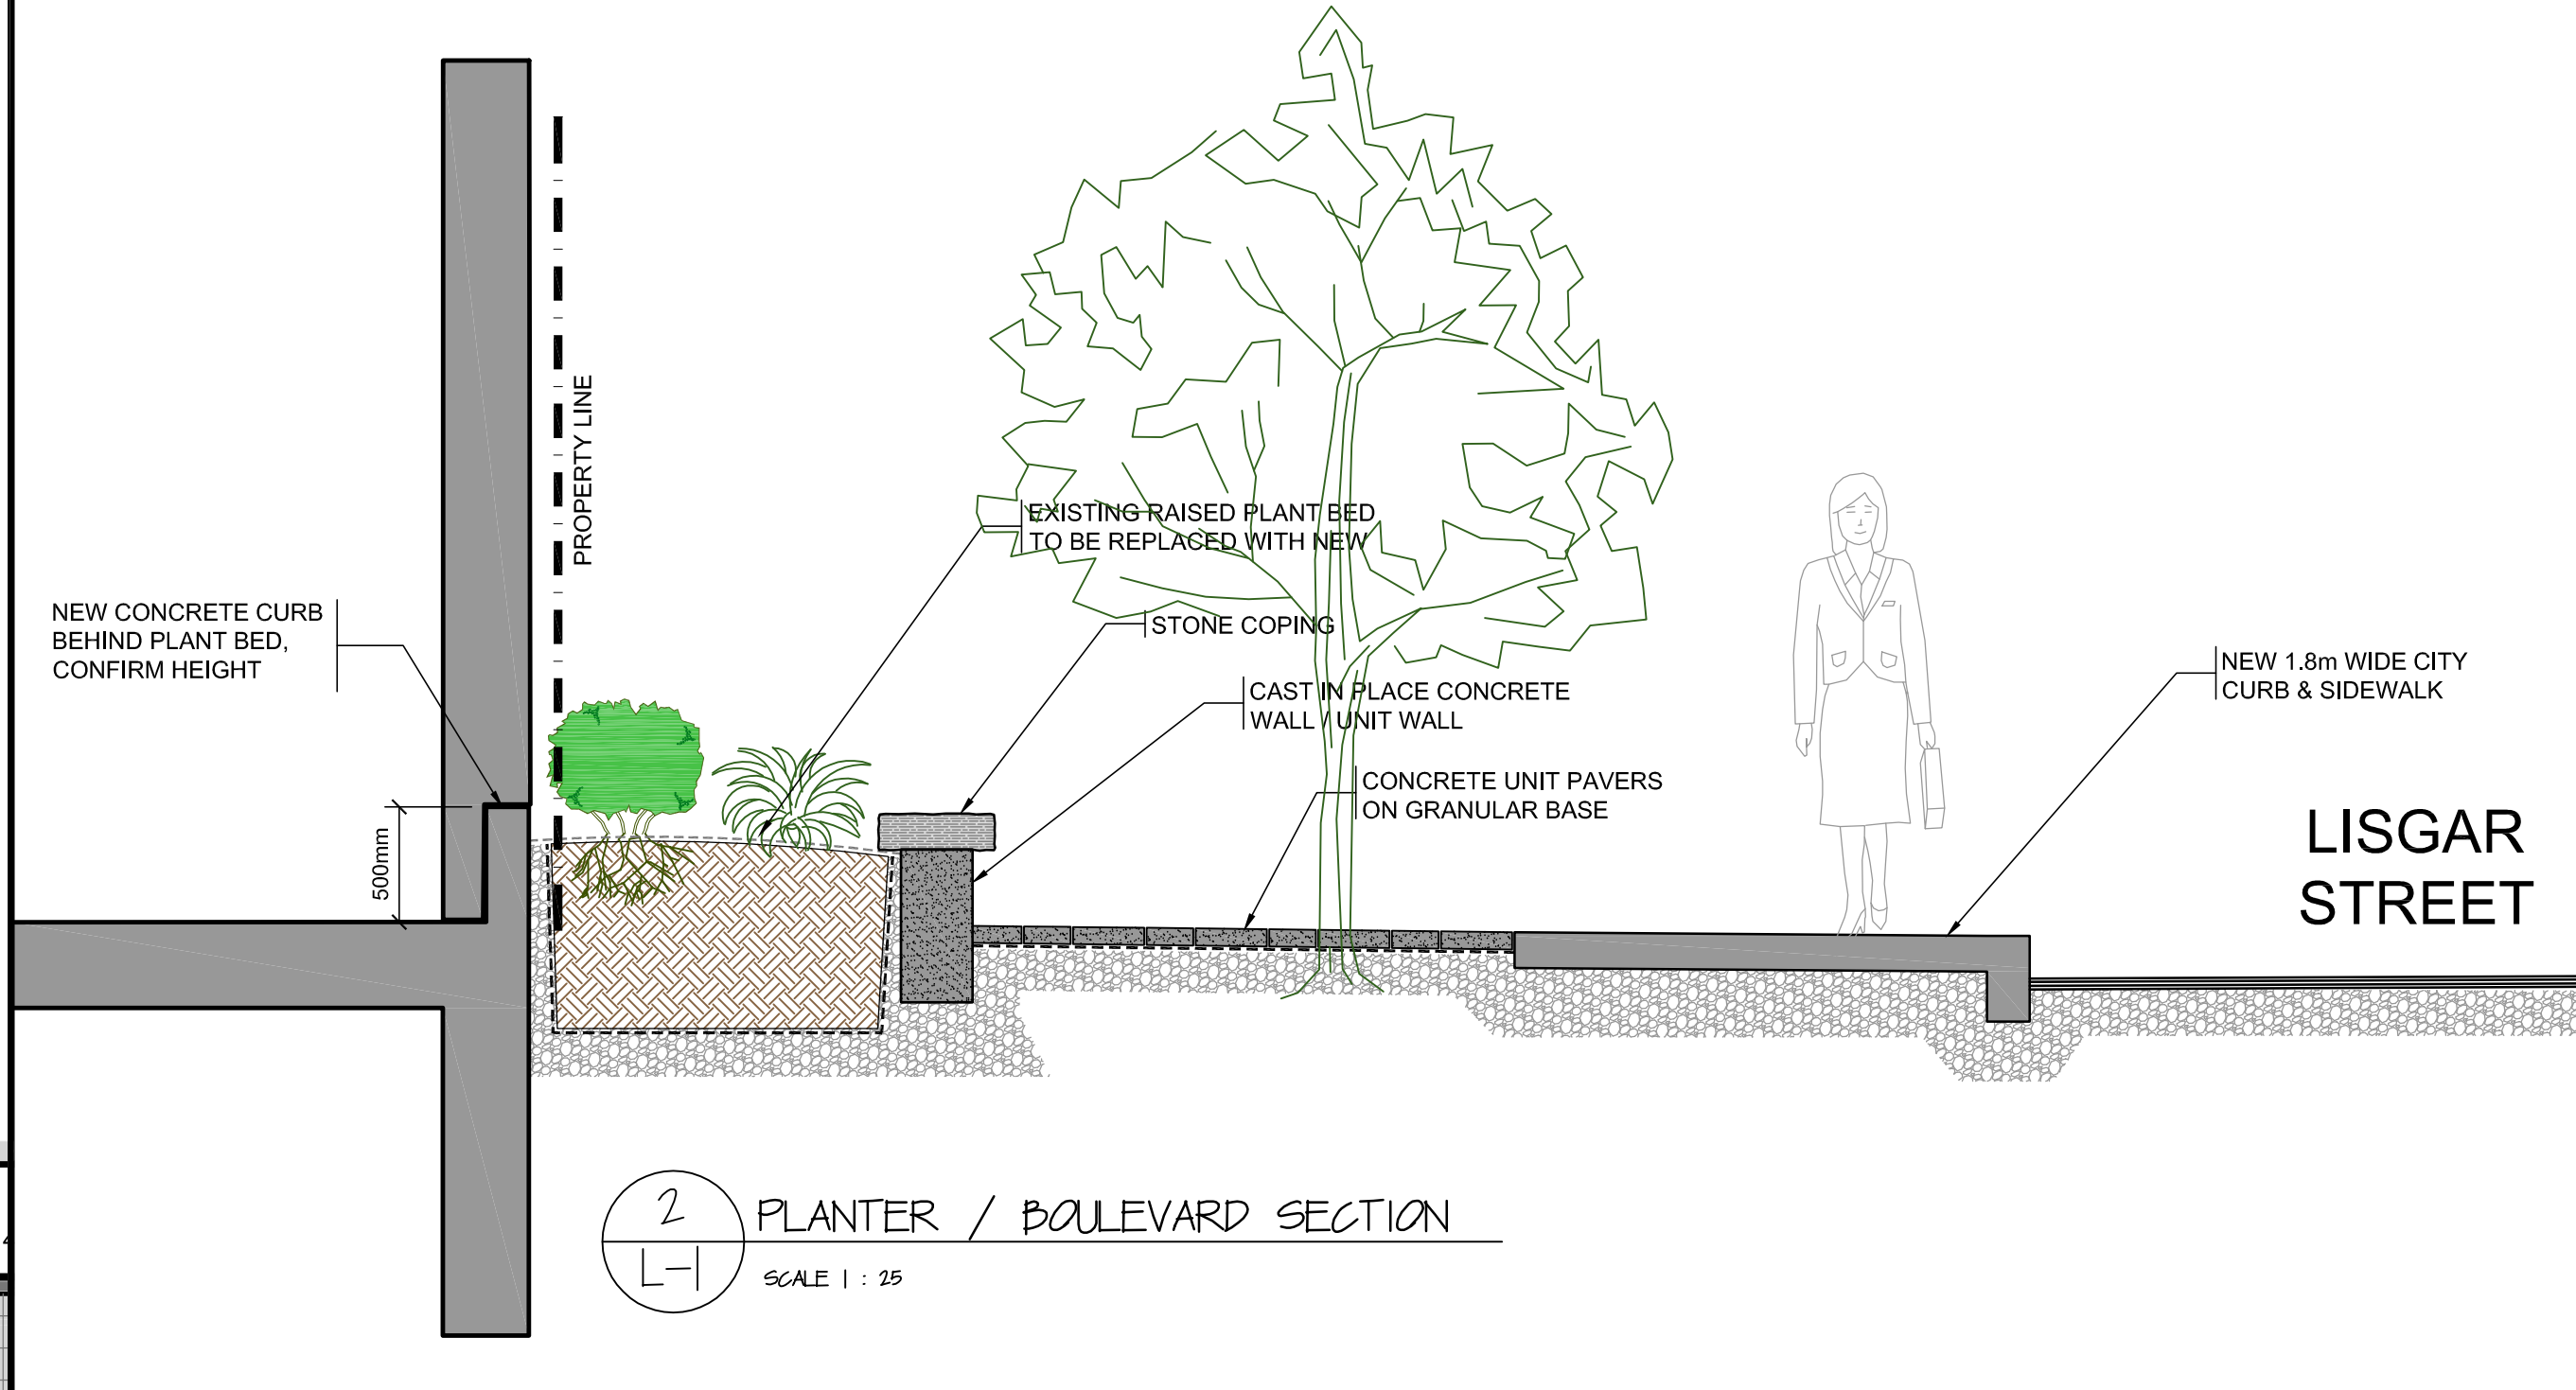 PROPERTY LINE
EXISTING RAISED PLANT BED
TO BE REPLACED WITH NEW
NEW CONCRETE CURB
BEHIND PLANT BED,
CONFIRM HEIGHT
STONE COPING
CAST IN PLACE CONCRETE
WALL / UNIT WALL
NEW 1.8m WIDE CITY
CURB & SIDEWALK
CONCRETE UNIT PAVERS
ON GRANULAR BASE
500mm
LISGAR
STREET
2
L-1
PLANTER / BOULEVARD SECTION
SCALE 1 : 25